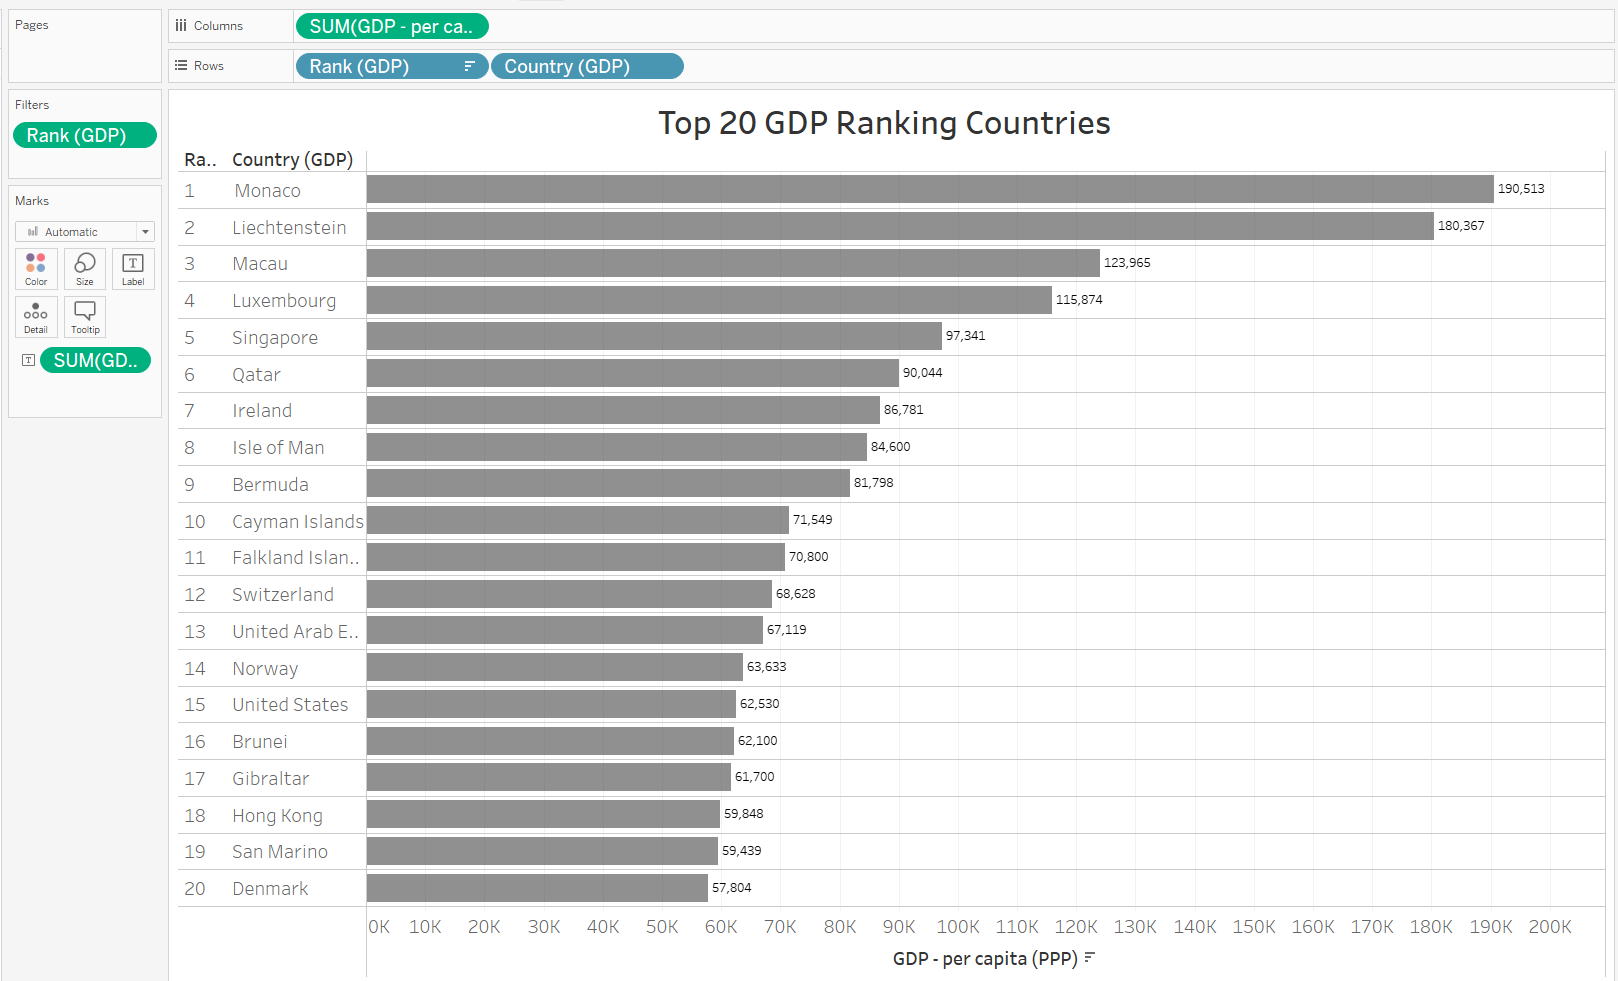 Pages
Columns
SUM(GDP - per ca..
Rows
Rank (GDP)
Country (GDP)
Filters
Rank (GDP)
Marks
Automatic
Color
Size
Label
Detail
Tooltip
SUM(GD..
Top 20 GDP Ranking Countries
Ra.. Country (GDP)
1 Monaco 190,513
2 Liechtenstein 180,367
3 Macau 123,965
4 Luxembourg 115,874
5 Singapore 97,341
6 Qatar 90,044
7 Ireland 86,781
8 Isle of Man 84,600
9 Bermuda 81,798
10 Cayman Islands 71,549
11 Falkland Islan.. 70,800
12 Switzerland 68,628
13 United Arab E.. 67,119
14 Norway 63,633
15 United States 62,530
16 Brunei 62,100
17 Gibraltar 61,700
18 Hong Kong 59,848
19 San Marino 59,439
20 Denmark 57,804
0K 10K 20K 30K 40K 50K 60K 70K 80K 90K 100K 110K 120K 130K 140K 150K 160K 170K 180K 190K 200K
GDP - per capita (PPP)